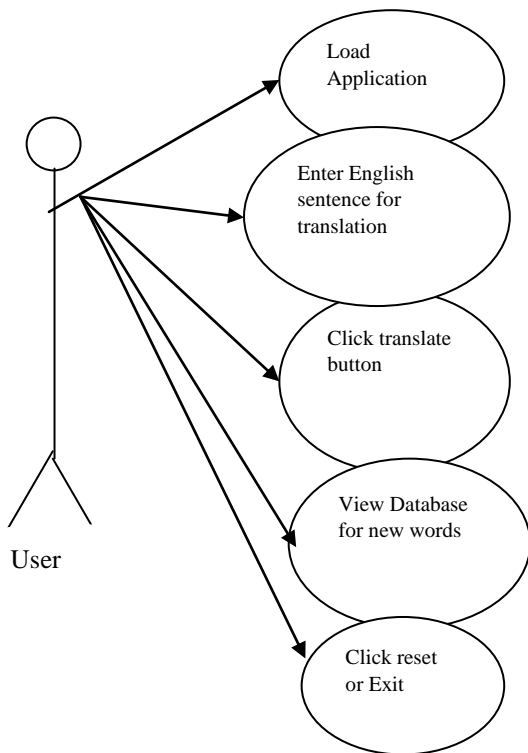 Load
Application
Enter English
sentence for
translation
Click translate
button
View Database
for new words
User
Click reset
or Exit